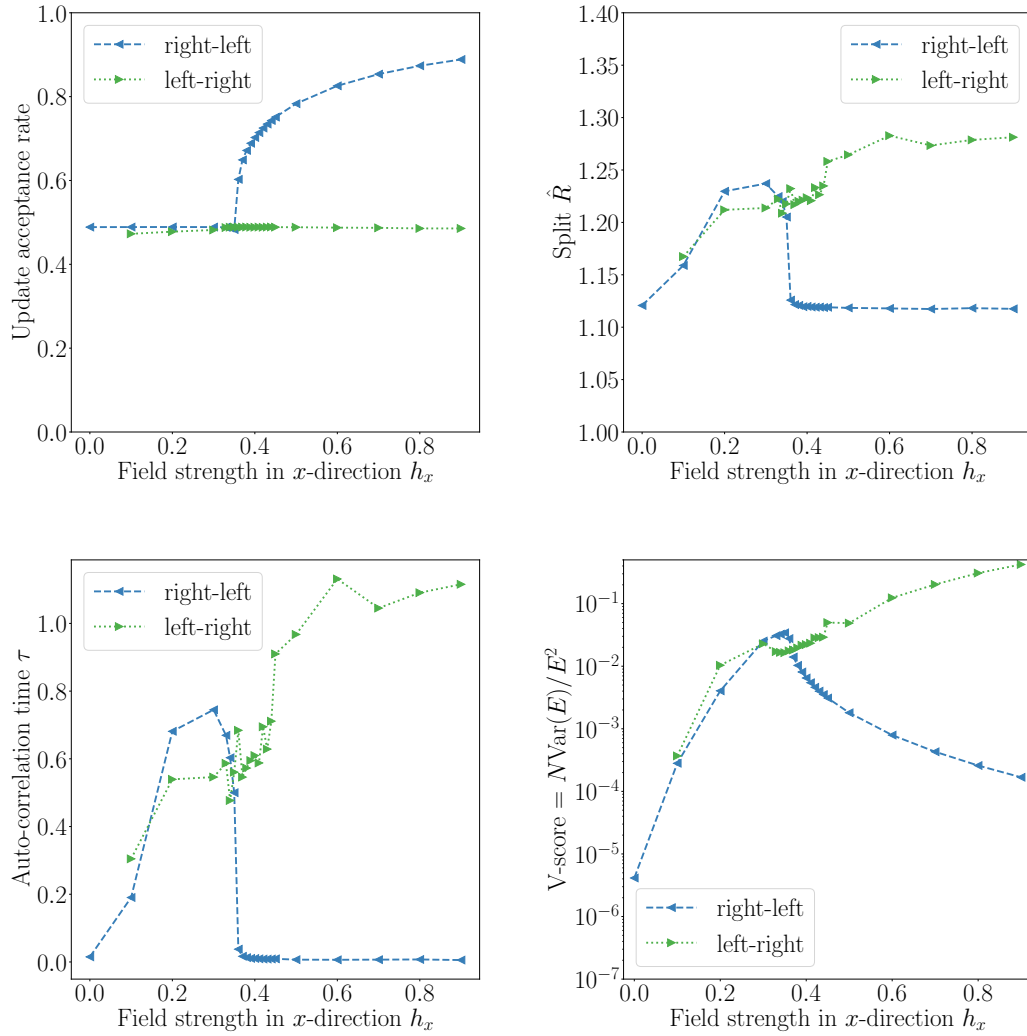 Update acceptance rate
1.0
0.8
0.6
0.4
0.2
0.0
right-left
left-right
0.0 0.2 0.4 0.6 0.8
Field strength in x-direction h_x
Split R̂
1.40
1.35
1.30
1.25
1.20
1.15
1.10
1.05
1.00
right-left
left-right
0.0 0.2 0.4 0.6 0.8
Field strength in x-direction h_x
Auto-correlation time τ
1.0
0.8
0.6
0.4
0.2
0.0
right-left
left-right
0.0 0.2 0.4 0.6 0.8
Field strength in x-direction h_x
V-score = NVar(E)/E²
10⁻¹
10⁻²
10⁻³
10⁻⁴
10⁻⁵
10⁻⁶
10⁻⁷
right-left
left-right
0.0 0.2 0.4 0.6 0.8
Field strength in x-direction h_x